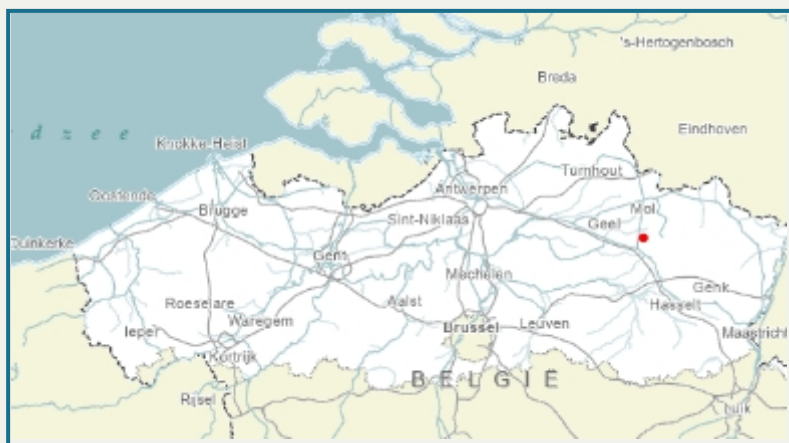 's-Hertogenbosch
Breda
dzee
Eindhoven
Knokke-Heist
Turnhout
Antwerpen
Oostende
Mol
Brugge
Sint-Niklaas
Geel
Duinkerke
Gent
Mechelen
Genk
Roeselare
Aalst
Hasselt
Ieper
Waregem
Brussel
Leuven
Maastricht
Kortrijk
BELGIË
Rijsel
Luik